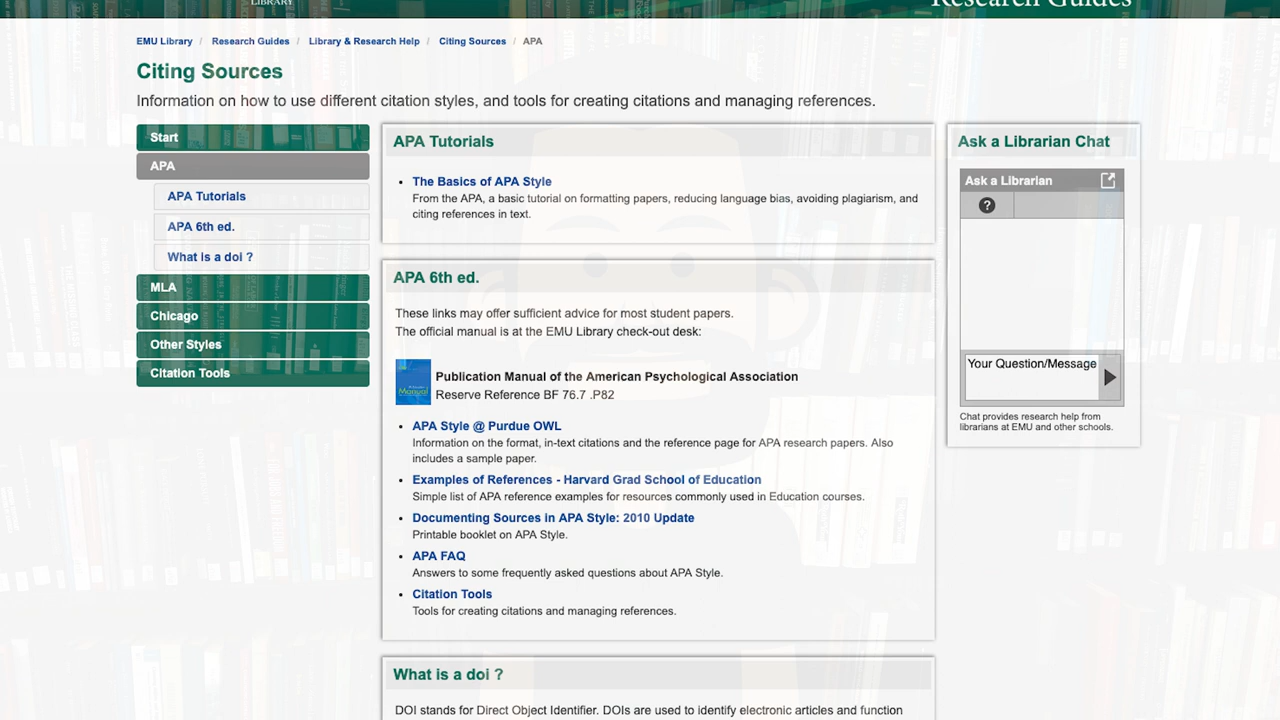 LIBRARY
Research Guides
EMU Library / Research Guides / Library & Research Help / Citing Sources / APA
Citing Sources
Information on how to use different citation styles, and tools for creating citations and managing references.
Start
APA
APA Tutorials
APA 6th ed.
What is a doi ?
MLA
Chicago
Other Styles
Citation Tools
APA Tutorials
• The Basics of APA Style
From the APA, a basic tutorial on formatting papers, reducing language bias, avoiding plagiarism, and
citing references in text.
APA 6th ed.
These links may offer sufficient advice for most student papers.
The official manual is at the EMU Library check-out desk:
Manual
Publication Manual of the American Psychological Association
Reserve Reference BF 76.7 .P82
• APA Style @ Purdue OWL
Information on the format, in-text citations and the reference page for APA research papers. Also
includes a sample paper.
• Examples of References - Harvard Grad School of Education
Simple list of APA reference examples for resources commonly used in Education courses.
• Documenting Sources in APA Style: 2010 Update
Printable booklet on APA Style.
• APA FAQ
Answers to some frequently asked questions about APA Style.
• Citation Tools
Tools for creating citations and managing references.
What is a doi ?
DOI stands for Direct Object Identifier. DOIs are used to identify electronic articles and function
Ask a Librarian Chat
Ask a Librarian
?
Your Question/Message
Chat provides research help from
librarians at EMU and other schools.